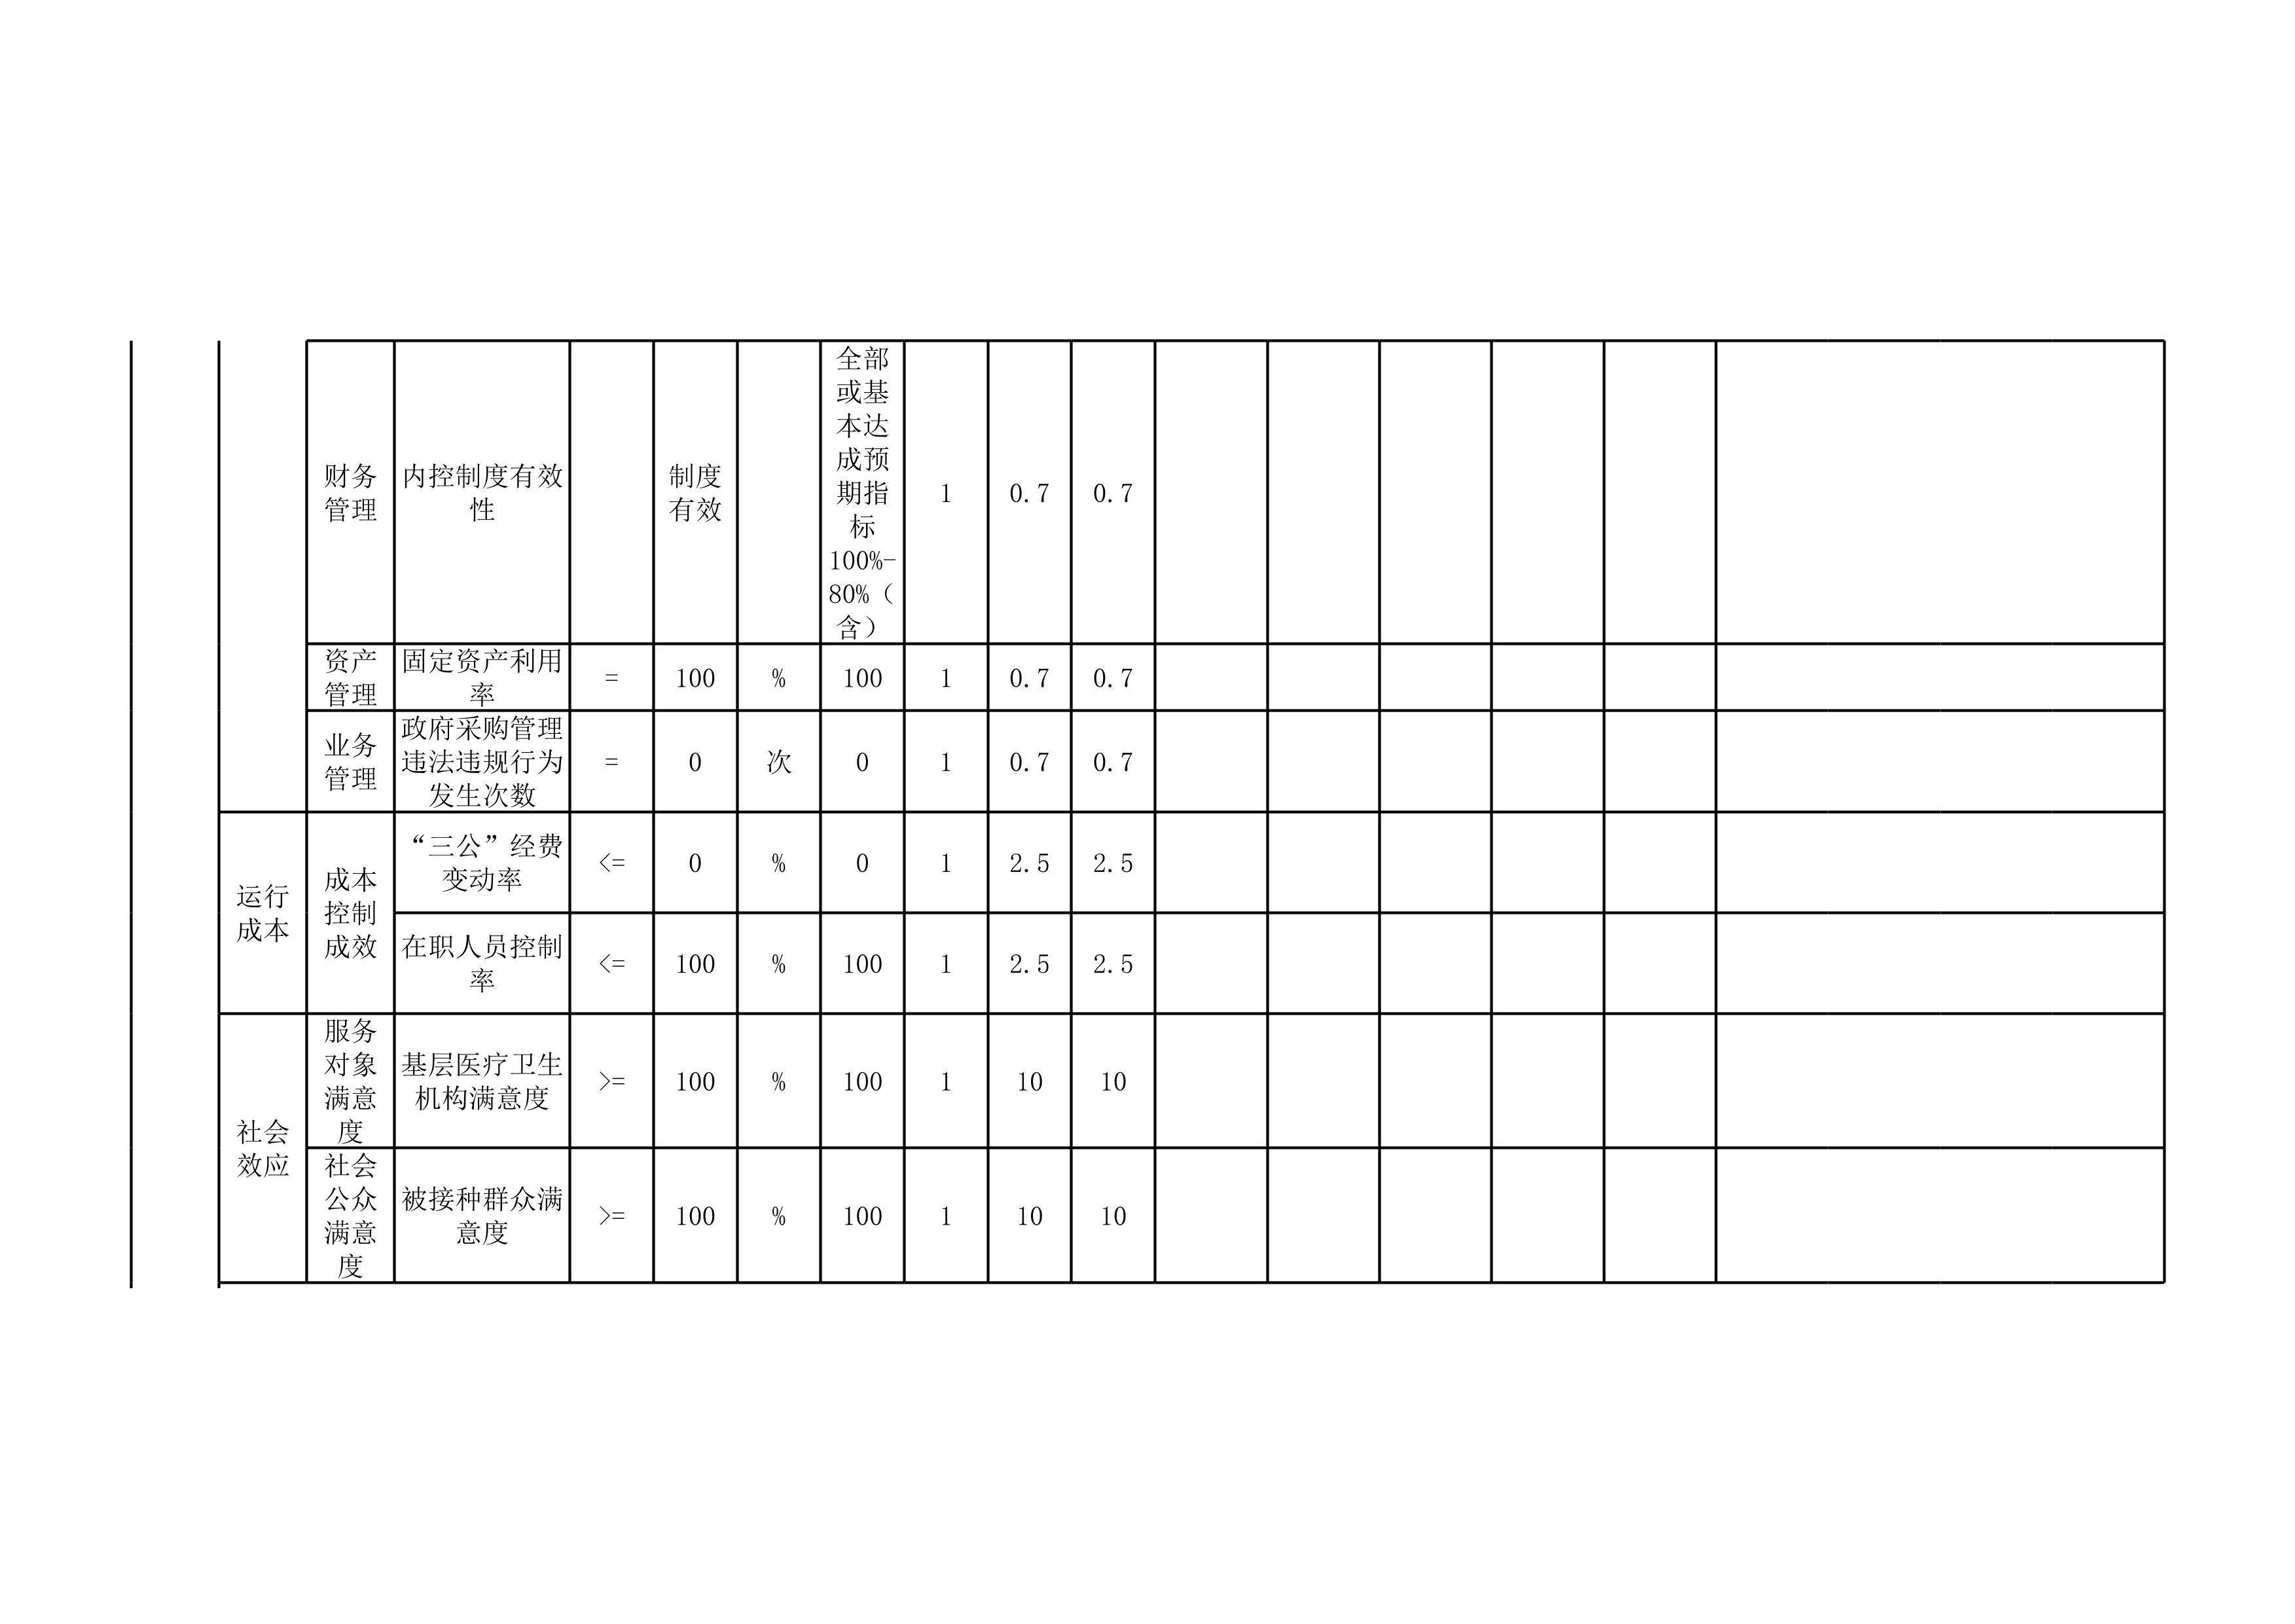 财务
管理
内控制度有效
性
制度
有效
全部
或基
本达
成预
期指
标
100%-
80%（
含）
1
0.7
0.7
资产
管理
固定资产利用
率
=
100
%
100
1
0.7
0.7
业务
管理
政府采购管理
违法违规行为
发生次数
=
0
次
0
1
0.7
0.7
运行
成本
成本
控制
成效
“三公”经费
变动率
<=
0
%
0
1
2.5
2.5
在职人员控制
率
<=
100
%
100
1
2.5
2.5
社会
效应
服务
对象
满意
度
基层医疗卫生
机构满意度
>=
100
%
100
1
10
10
社会
公众
满意
度
被接种群众满
意度
>=
100
%
100
1
10
10